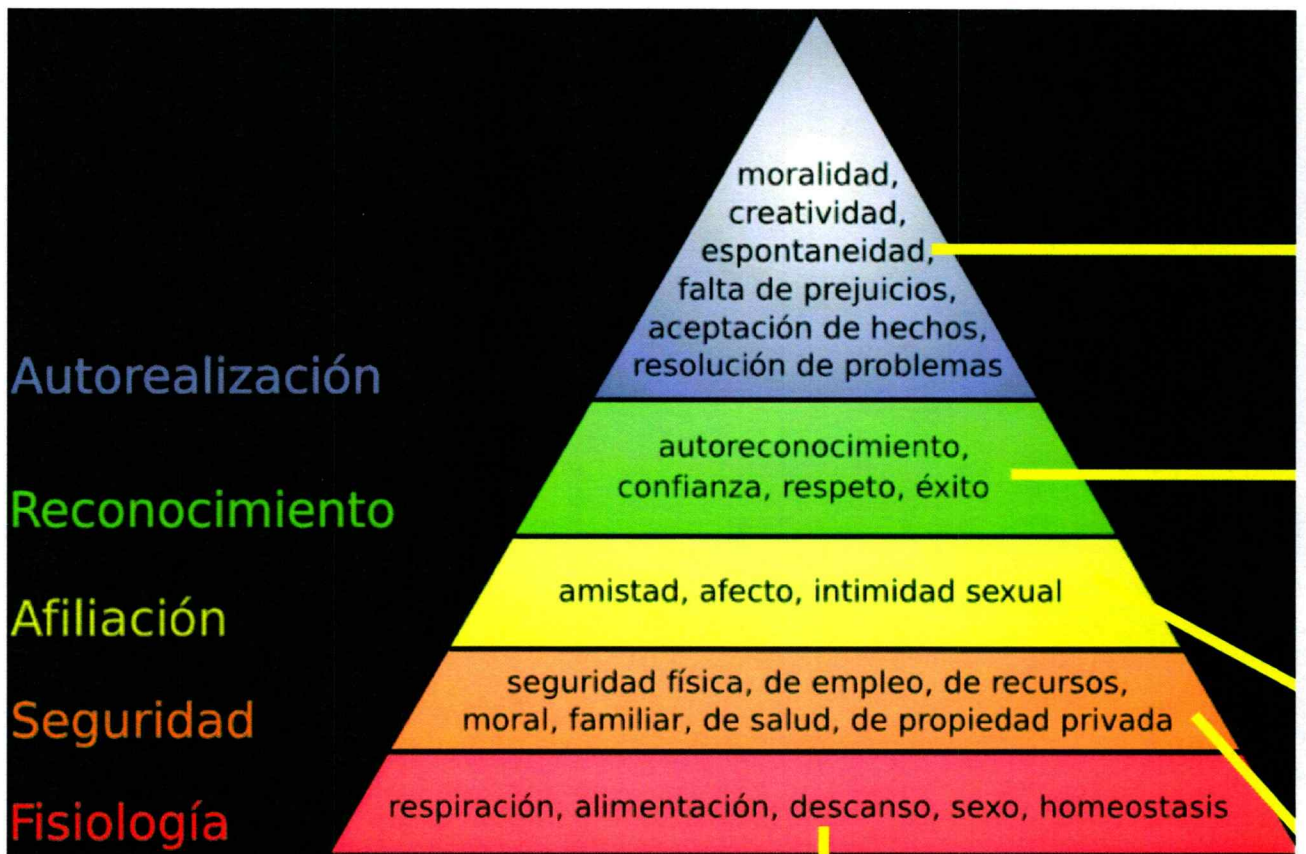 moralidad,
creatividad,
espontaneidad,
falta de prejuicios,
aceptación de hechos,
resolución de problemas
Autorealización
autoreconocimiento,
confianza, respeto, éxito
Reconocimiento
amistad, afecto, intimidad sexual
Afiliación
seguridad física, de empleo, de recursos,
moral, familiar, de salud, de propiedad privada
Seguridad
respiración, alimentación, descanso, sexo, homeostasis
Fisiología